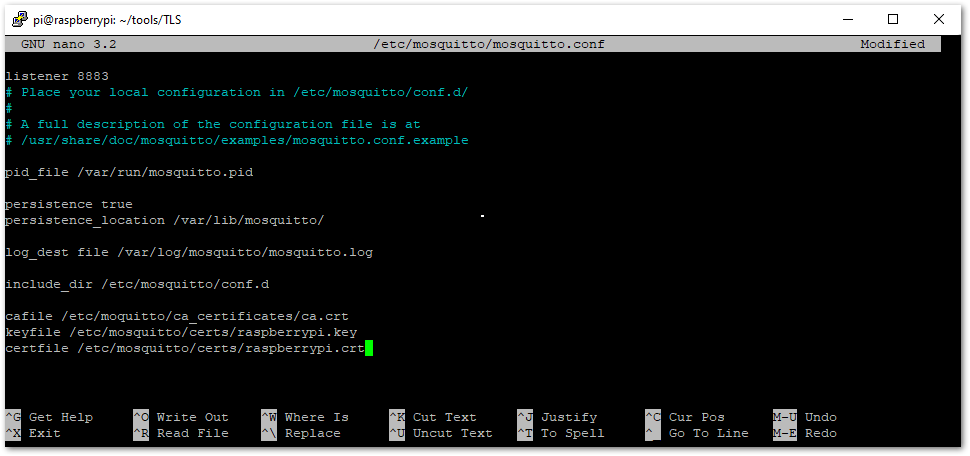 pi@raspberrypi: ~/tools/TLS
GNU nano 3.2 /etc/mosquitto/mosquitto.conf Modified
listener 8883
# Place your local configuration in /etc/mosquitto/conf.d/
#
# A full description of the configuration file is at
# /usr/share/doc/mosquitto/examples/mosquitto.conf.example
pid_file /var/run/mosquitto.pid
persistence true
persistence_location /var/lib/mosquitto/
log_dest file /var/log/mosquitto/mosquitto.log
include_dir /etc/mosquitto/conf.d
cafile /etc/moquitto/ca_certificates/ca.crt
keyfile /etc/mosquitto/certs/raspberrypi.key
certfile /etc/mosquitto/certs/raspberrypi.crt
^G Get Help ^O Write Out ^W Where Is ^K Cut Text ^J Justify ^C Cur Pos M-U Undo
^X Exit ^R Read File ^\ Replace ^U Uncut Text ^T To Spell ^_ Go To Line M-E Redo